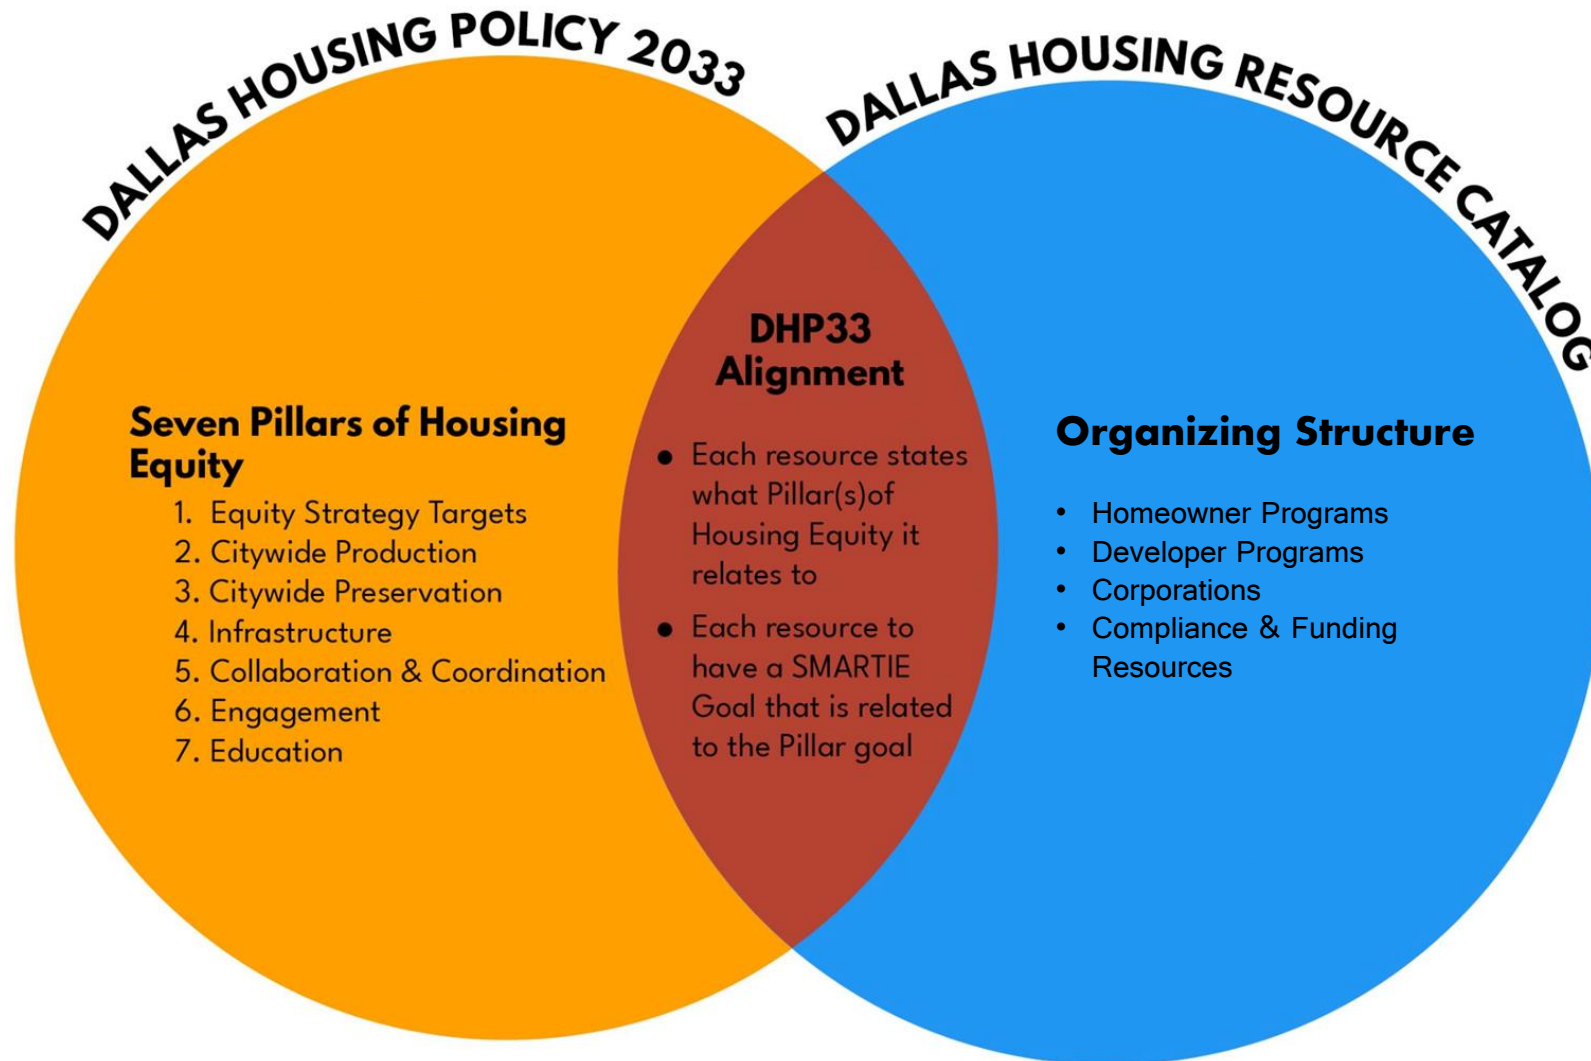 DALLAS HOUSING POLICY 2033
DALLAS HOUSING RESOURCE CATALOG
Seven Pillars of Housing
Equity
1. Equity Strategy Targets
2. Citywide Production
3. Citywide Preservation
4. Infrastructure
5. Collaboration & Coordination
6. Engagement
7. Education
DHP33
Alignment
● Each resource states
what Pillar(s)of
Housing Equity it
relates to
● Each resource to
have a SMARTIE
Goal that is related
to the Pillar goal
Organizing Structure
• Homeowner Programs
• Developer Programs
• Corporations
• Compliance & Funding
Resources